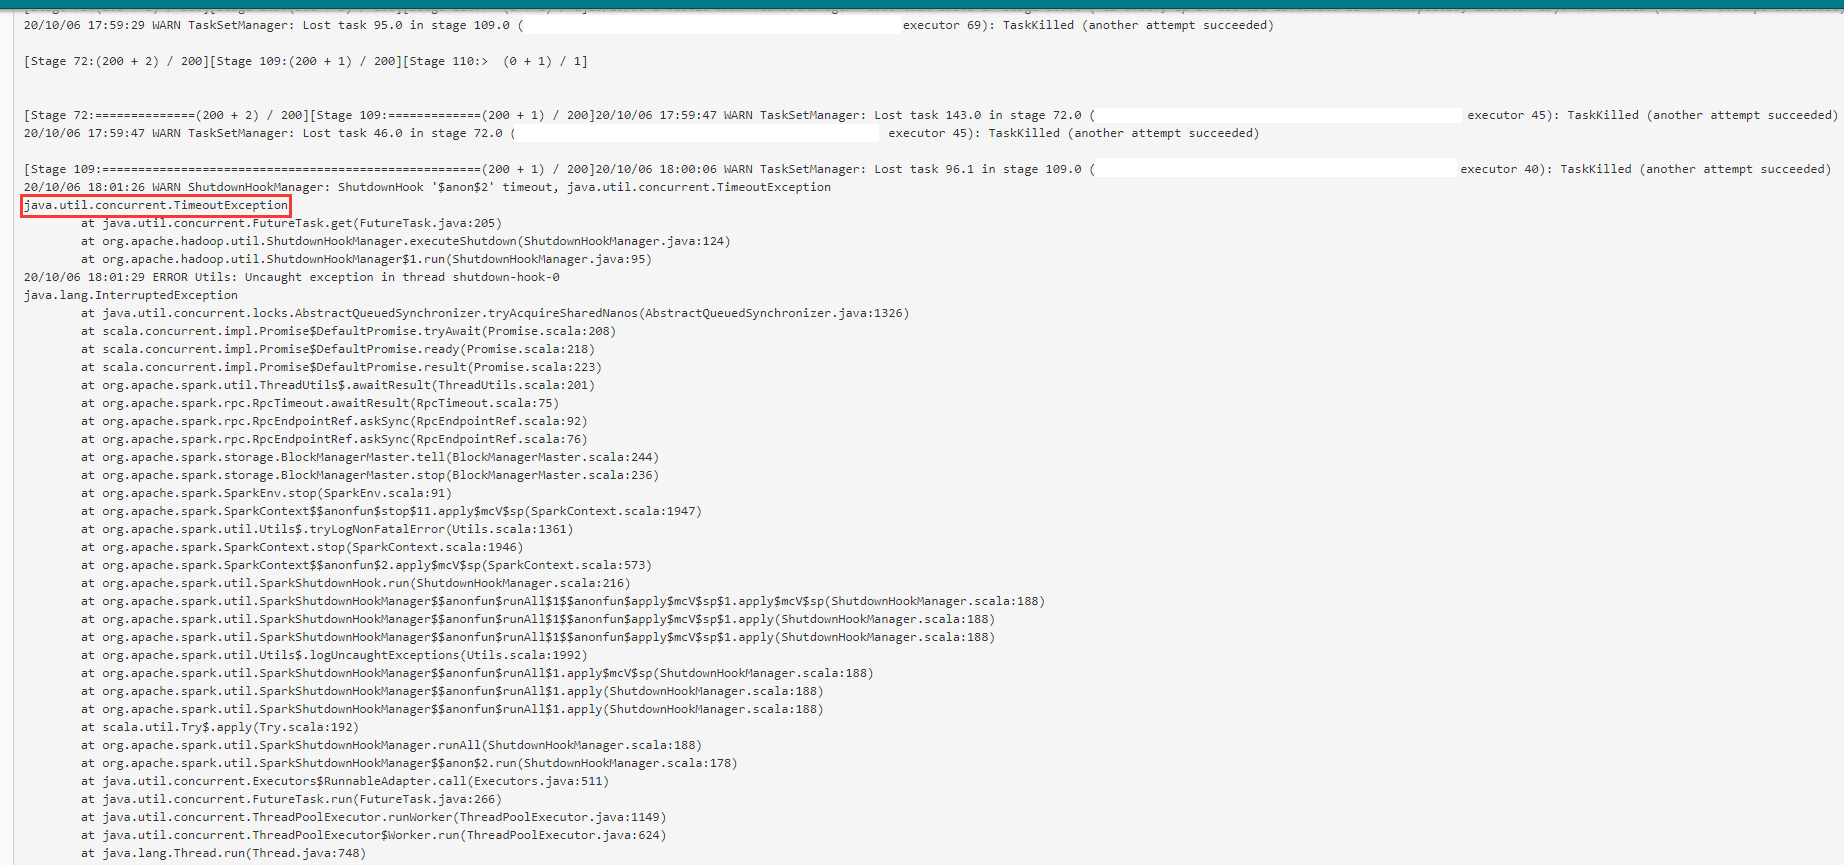 20/10/06 17:59:29 WARN TaskSetManager: Lost task 95.0 in stage 109.0 ( executor 69): TaskKilled (another attempt succeeded)
[Stage 72:(200 + 2) / 200][Stage 109:(200 + 1) / 200][Stage 110:>  (0 + 1) / 1]
[Stage 72:==============(200 + 2) / 200][Stage 109:=============(200 + 1) / 200]20/10/06 17:59:47 WARN TaskSetManager: Lost task 143.0 in stage 72.0 ( executor 45): TaskKilled (another attempt succeeded)
20/10/06 17:59:47 WARN TaskSetManager: Lost task 46.0 in stage 72.0 ( executor 45): TaskKilled (another attempt succeeded)
[Stage 109:=====================================================(200 + 1) / 200]20/10/06 18:00:06 WARN TaskSetManager: Lost task 96.1 in stage 109.0 ( executor 40): TaskKilled (another attempt succeeded)
20/10/06 18:01:26 WARN ShutdownHookManager: ShutdownHook '$anon$2' timeout, java.util.concurrent.TimeoutException
java.util.concurrent.TimeoutException
at java.util.concurrent.FutureTask.get(FutureTask.java:205)
at org.apache.hadoop.util.ShutdownHookManager.executeShutdown(ShutdownHookManager.java:124)
at org.apache.hadoop.util.ShutdownHookManager$1.run(ShutdownHookManager.java:95)
20/10/06 18:01:29 ERROR Utils: Uncaught exception in thread shutdown-hook-0
java.lang.InterruptedException
at java.util.concurrent.locks.AbstractQueuedSynchronizer.tryAcquireSharedNanos(AbstractQueuedSynchronizer.java:1326)
at scala.concurrent.impl.Promise$DefaultPromise.tryAwait(Promise.scala:208)
at scala.concurrent.impl.Promise$DefaultPromise.ready(Promise.scala:218)
at scala.concurrent.impl.Promise$DefaultPromise.result(Promise.scala:223)
at org.apache.spark.util.ThreadUtils$.awaitResult(ThreadUtils.scala:201)
at org.apache.spark.rpc.RpcTimeout.awaitResult(RpcTimeout.scala:75)
at org.apache.spark.rpc.RpcEndpointRef.askSync(RpcEndpointRef.scala:92)
at org.apache.spark.rpc.RpcEndpointRef.askSync(RpcEndpointRef.scala:76)
at org.apache.spark.storage.BlockManagerMaster.tell(BlockManagerMaster.scala:244)
at org.apache.spark.storage.BlockManagerMaster.stop(BlockManagerMaster.scala:236)
at org.apache.spark.SparkEnv.stop(SparkEnv.scala:91)
at org.apache.spark.SparkContext$$anonfun$stop$11.apply$mcV$sp(SparkContext.scala:1947)
at org.apache.spark.util.Utils$.tryLogNonFatalError(Utils.scala:1361)
at org.apache.spark.SparkContext.stop(SparkContext.scala:1946)
at org.apache.spark.SparkContext$$anonfun$2.apply$mcV$sp(SparkContext.scala:573)
at org.apache.spark.util.SparkShutdownHook.run(ShutdownHookManager.scala:216)
at org.apache.spark.util.SparkShutdownHookManager$$anonfun$runAll$1$$anonfun$apply$mcV$sp$1.apply$mcV$sp(ShutdownHookManager.scala:188)
at org.apache.spark.util.SparkShutdownHookManager$$anonfun$runAll$1$$anonfun$apply$mcV$sp$1.apply(ShutdownHookManager.scala:188)
at org.apache.spark.util.SparkShutdownHookManager$$anonfun$runAll$1$$anonfun$apply$mcV$sp$1.apply(ShutdownHookManager.scala:188)
at org.apache.spark.util.Utils$.logUncaughtExceptions(Utils.scala:1992)
at org.apache.spark.util.SparkShutdownHookManager$$anonfun$runAll$1.apply$mcV$sp(ShutdownHookManager.scala:188)
at org.apache.spark.util.SparkShutdownHookManager$$anonfun$runAll$1.apply(ShutdownHookManager.scala:188)
at org.apache.spark.util.SparkShutdownHookManager$$anonfun$runAll$1.apply(ShutdownHookManager.scala:188)
at scala.util.Try$.apply(Try.scala:192)
at org.apache.spark.util.SparkShutdownHookManager.runAll(ShutdownHookManager.scala:188)
at org.apache.spark.util.SparkShutdownHookManager$$anon$2.run(ShutdownHookManager.scala:178)
at java.util.concurrent.Executors$RunnableAdapter.call(Executors.java:511)
at java.util.concurrent.FutureTask.run(FutureTask.java:266)
at java.util.concurrent.ThreadPoolExecutor.runWorker(ThreadPoolExecutor.java:1149)
at java.util.concurrent.ThreadPoolExecutor$Worker.run(ThreadPoolExecutor.java:624)
at java.lang.Thread.run(Thread.java:748)